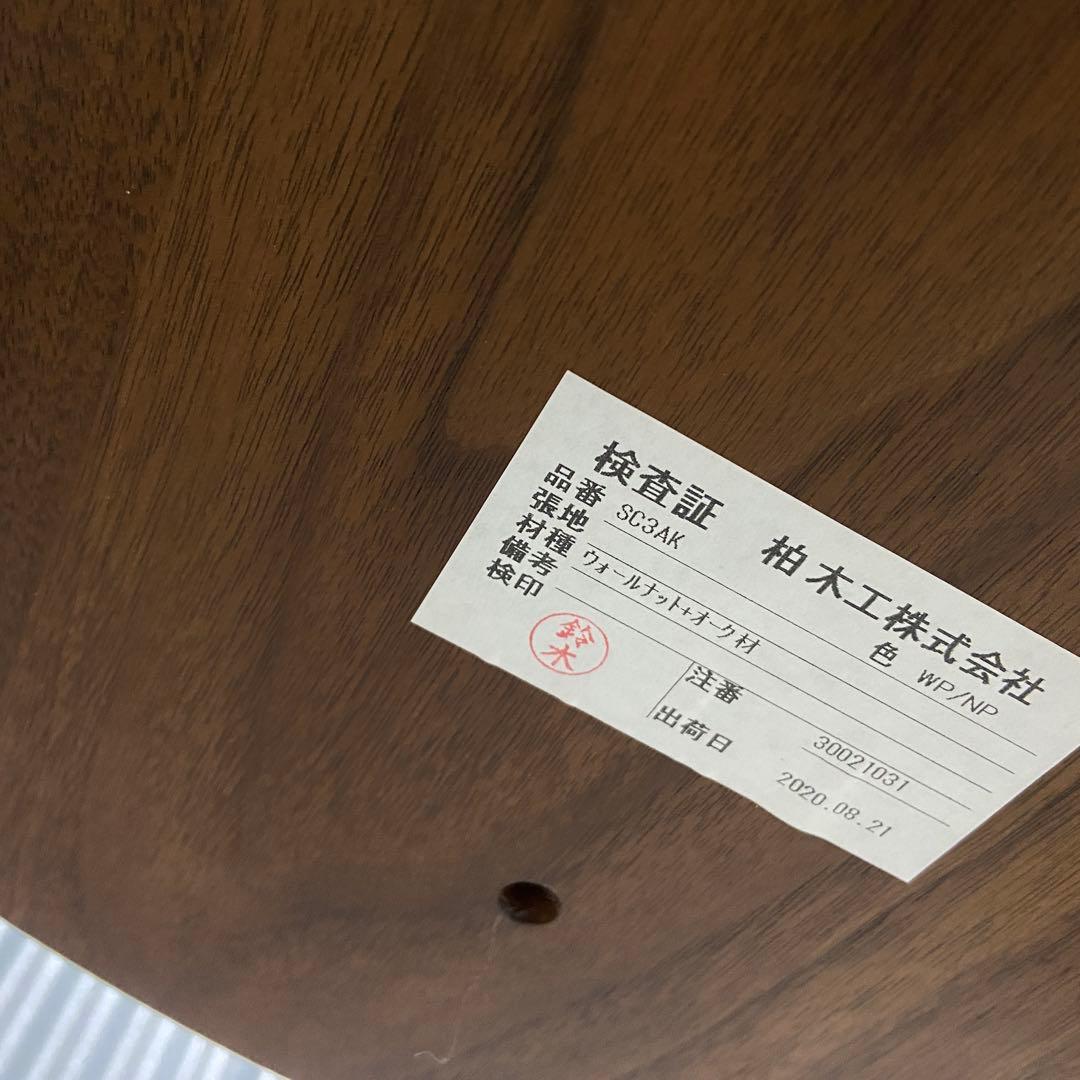 検査証 柏木工株式会社
品番 SC3AK 色 WP/NP
張地
材種 ウォールナット+オーク材
備考
検印 鈴木 注番 30021031
出荷日 2020.08.21